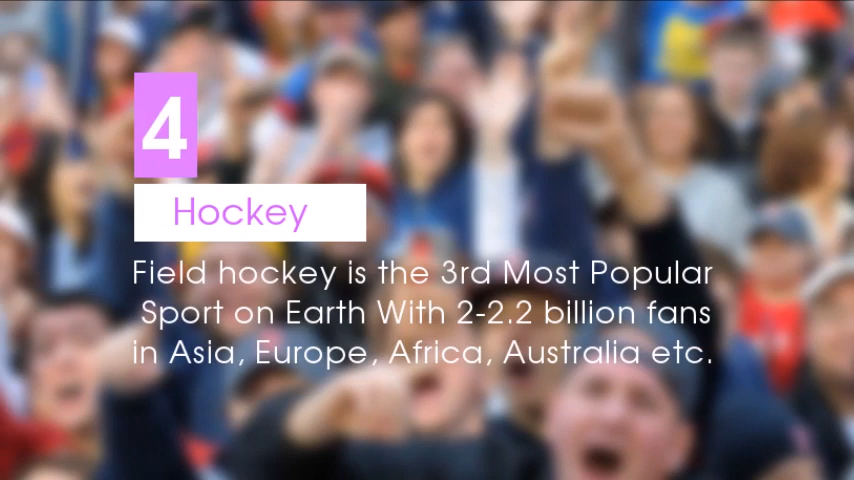 4
Hockey
Field hockey is the 3rd Most Popular
Sport on Earth With 2-2.2 billion fans
in Asia, Europe, Africa, Australia etc.